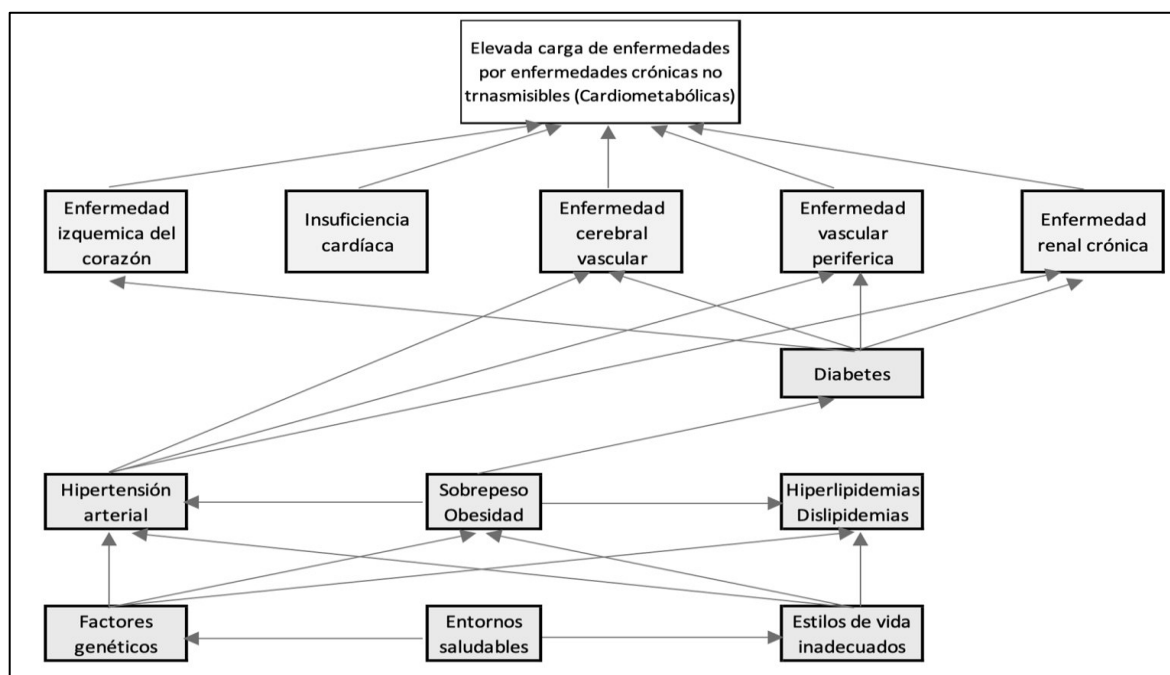 Elevada carga de enfermedades
por enfermedades crónicas no
trnasmisibles (Cardiometabólicas)
Enfermedad
izquemica del
corazón
Insuficiencia
cardíaca
Enfermedad
cerebral
vascular
Enfermedad
vascular
periferica
Enfermedad
renal crónica
Diabetes
Hipertensión
arterial
Sobrepeso
Obesidad
Hiperlipidemias
Dislipidemias
Factores
genéticos
Entornos
saludables
Estilos de vida
inadecuados